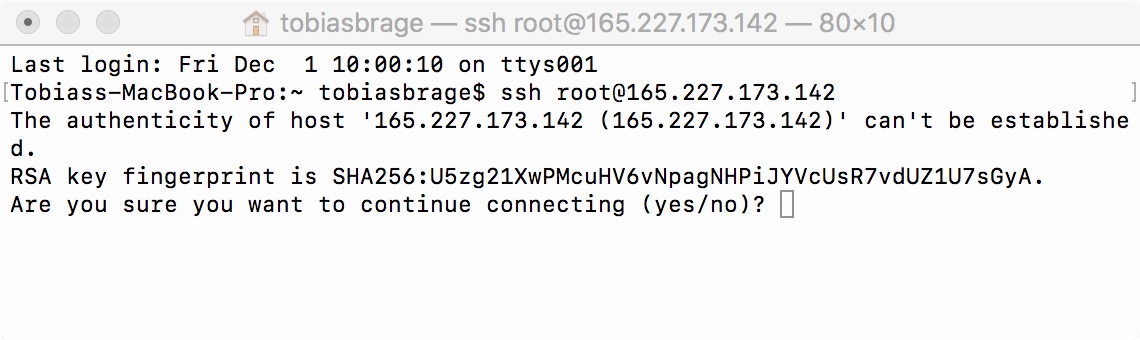 tobiasbrage — ssh root@165.227.173.142 — 80×10
Last login: Fri Dec  1 10:00:10 on ttys001
[Tobiass-MacBook-Pro:~ tobiasbrage$ ssh root@165.227.173.142 ]
The authenticity of host '165.227.173.142 (165.227.173.142)' can't be establishe
d.
RSA key fingerprint is SHA256:U5zg21XwPMcuHV6vNpagNHPiJYVcUsR7vdUZ1U7sGyA.
Are you sure you want to continue connecting (yes/no)?